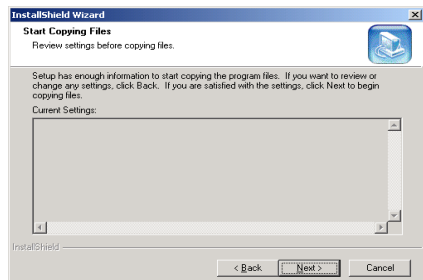 InstallShield Wizard
Start Copying Files
Review settings before copying files.
Setup has enough information to start copying the program files. If you want to review or
change any settings, click Back. If you are satisfied with the settings, click Next to begin
copying files.
Current Settings:
InstallShield
< Back
Next >
Cancel